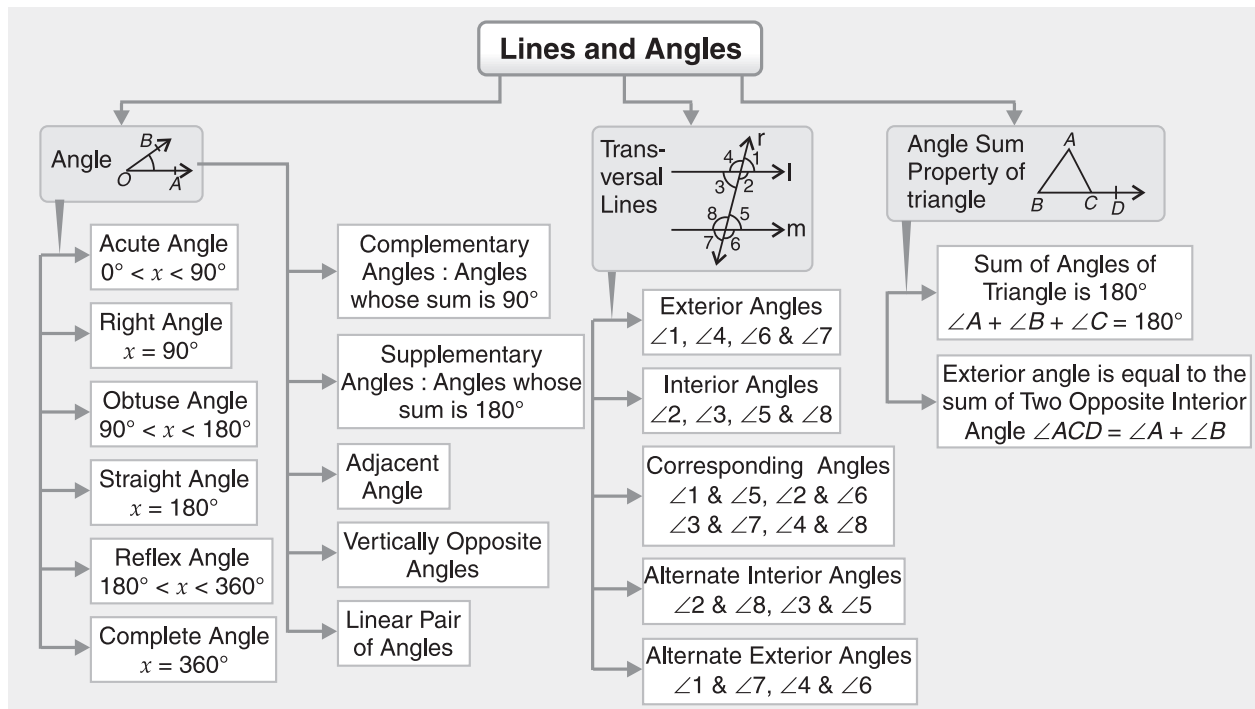 Lines and Angles
Angle
B
O
A
Acute Angle
0° < x < 90°
Right Angle
x = 90°
Obtuse Angle
90° < x < 180°
Straight Angle
x = 180°
Reflex Angle
180° < x < 360°
Complete Angle
x = 360°
Complementary
Angles : Angles
whose sum is 90°
Supplementary
Angles : Angles whose
sum is 180°
Adjacent
Angle
Vertically Opposite
Angles
Linear Pair
of Angles
Trans-
versal
Lines
r
4 1
l
3 2
8 5
m
7 6
Exterior Angles
∠1, ∠4, ∠6 & ∠7
Interior Angles
∠2, ∠3, ∠5 & ∠8
Corresponding Angles
∠1 & ∠5, ∠2 & ∠6
∠3 & ∠7, ∠4 & ∠8
Alternate Interior Angles
∠2 & ∠8, ∠3 & ∠5
Alternate Exterior Angles
∠1 & ∠7, ∠4 & ∠6
Angle Sum
Property of
triangle
A
B C D
Sum of Angles of
Triangle is 180°
∠A + ∠B + ∠C = 180°
Exterior angle is equal to the
sum of Two Opposite Interior
Angle ∠ACD = ∠A + ∠B